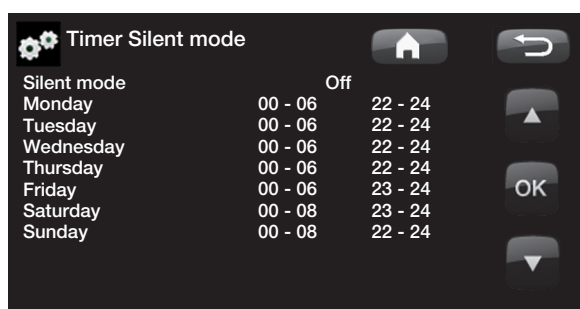 Timer Silent mode
Silent mode Off
Monday 00 - 06 22 - 24
Tuesday 00 - 06 22 - 24
Wednesday 00 - 06 22 - 24
Thursday 00 - 06 22 - 24
Friday 00 - 06 23 - 24
Saturday 00 - 08 23 - 24
Sunday 00 - 08 22 - 24
OK